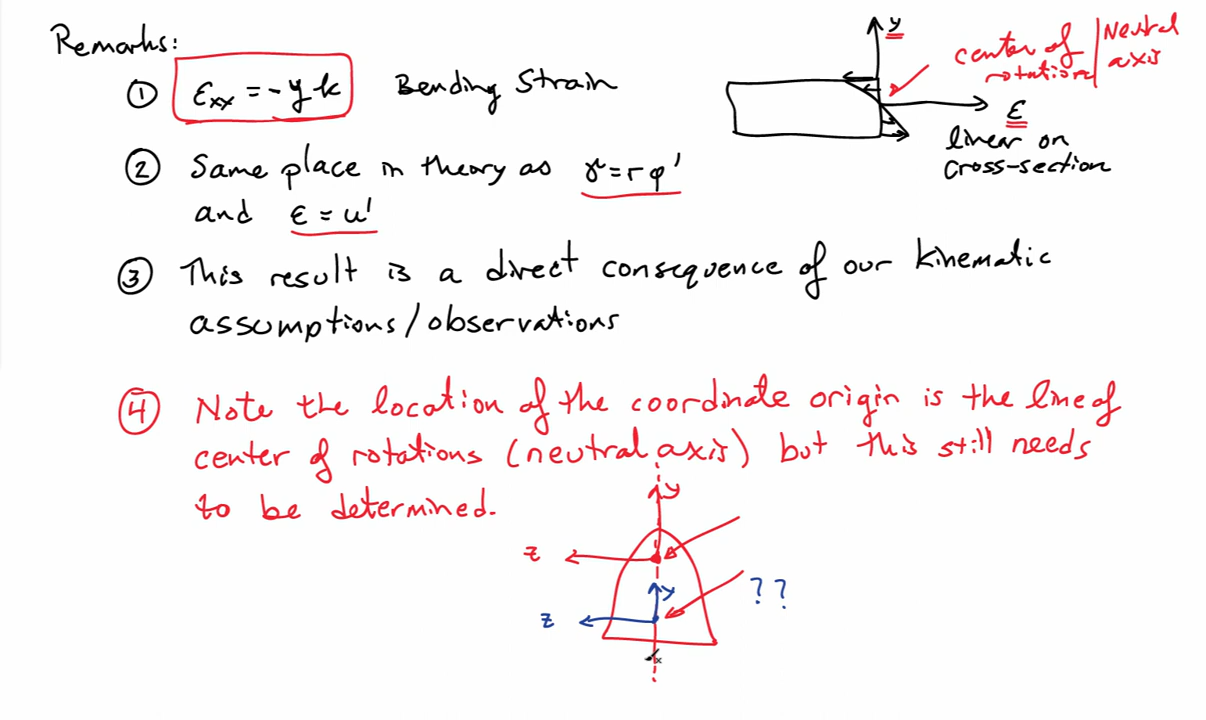 Remarks:
① εxx = -yκ Bending Strain
② Same place in theory as γ = rφ'
and ε = u'
③ This result is a direct consequence of our kinematic
assumptions/observations
④ Note the location of the coordinate origin is the line of
center of rotations (neutral axis) but this still needs
to be determined.
y
center of rotation / Neutral axis
ε
linear on
cross-section
y
z
y
z
??